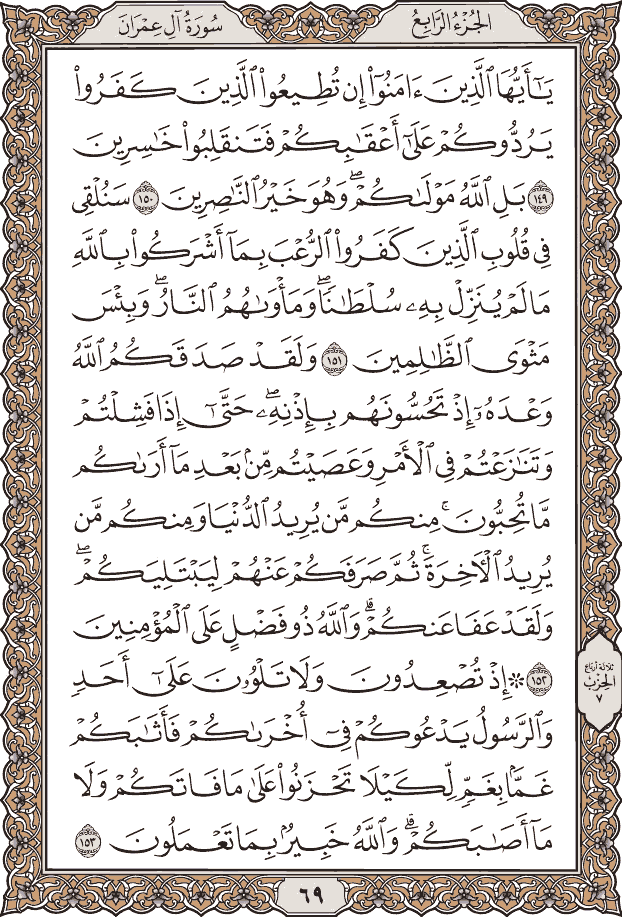 الجُزْءُ الرَّابِعُ
سُورَةُ آلِ عِمْرَان
يَـٰٓأَيُّهَا ٱلَّذِينَ ءَامَنُوٓا۟ إِن تُطِيعُوا۟ ٱلَّذِينَ كَفَرُوا۟
يَرُدُّوكُمْ عَلَىٰٓ أَعْقَـٰبِكُمْ فَتَنقَلِبُوا۟ خَـٰسِرِينَ
١٤٩ بَلِ ٱللَّهُ مَوْلَىٰكُمْ ۖ وَهُوَ خَيْرُ ٱلنَّـٰصِرِينَ ١٥٠ سَنُلْقِى
فِى قُلُوبِ ٱلَّذِينَ كَفَرُوا۟ ٱلرُّعْبَ بِمَآ أَشْرَكُوا۟ بِٱللَّهِ
مَا لَمْ يُنَزِّلْ بِهِۦ سُلْطَـٰنًا ۖ وَمَأْوَىٰهُمُ ٱلنَّارُ ۚ وَبِئْسَ
مَثْوَى ٱلظَّـٰلِمِينَ ١٥١ وَلَقَدْ صَدَقَكُمُ ٱللَّهُ
وَعْدَهُۥٓ إِذْ تَحُسُّونَهُم بِإِذْنِهِۦ ۖ حَتَّىٰٓ إِذَا فَشِلْتُمْ
وَتَنَـٰزَعْتُمْ فِى ٱلْأَمْرِ وَعَصَيْتُم مِّنۢ بَعْدِ مَآ أَرَىٰكُم
مَّا تُحِبُّونَ ۚ مِنكُم مَّن يُرِيدُ ٱلدُّنْيَا وَمِنكُم مَّن
يُرِيدُ ٱلْـَٔاخِرَةَ ۚ ثُمَّ صَرَفَكُمْ عَنْهُمْ لِيَبْتَلِيَكُمْ ۖ
وَلَقَدْ عَفَا عَنكُمْ ۗ وَٱللَّهُ ذُو فَضْلٍ عَلَى ٱلْمُؤْمِنِينَ
١٥٢ ۞ إِذْ تُصْعِدُونَ وَلَا تَلْوُۥنَ عَلَىٰٓ أَحَدٍ
وَٱلرَّسُولُ يَدْعُوكُمْ فِىٓ أُخْرَىٰكُمْ فَأَثَـٰبَكُمْ
غَمًّۢا بِغَمٍّ لِّكَيْلَا تَحْزَنُوا۟ عَلَىٰ مَا فَاتَكُمْ وَلَا
مَآ أَصَـٰبَكُمْ ۗ وَٱللَّهُ خَبِيرٌۢ بِمَا تَعْمَلُونَ ١٥٣
ثلاثة أرباع
الحِزْب
٧
٦٩